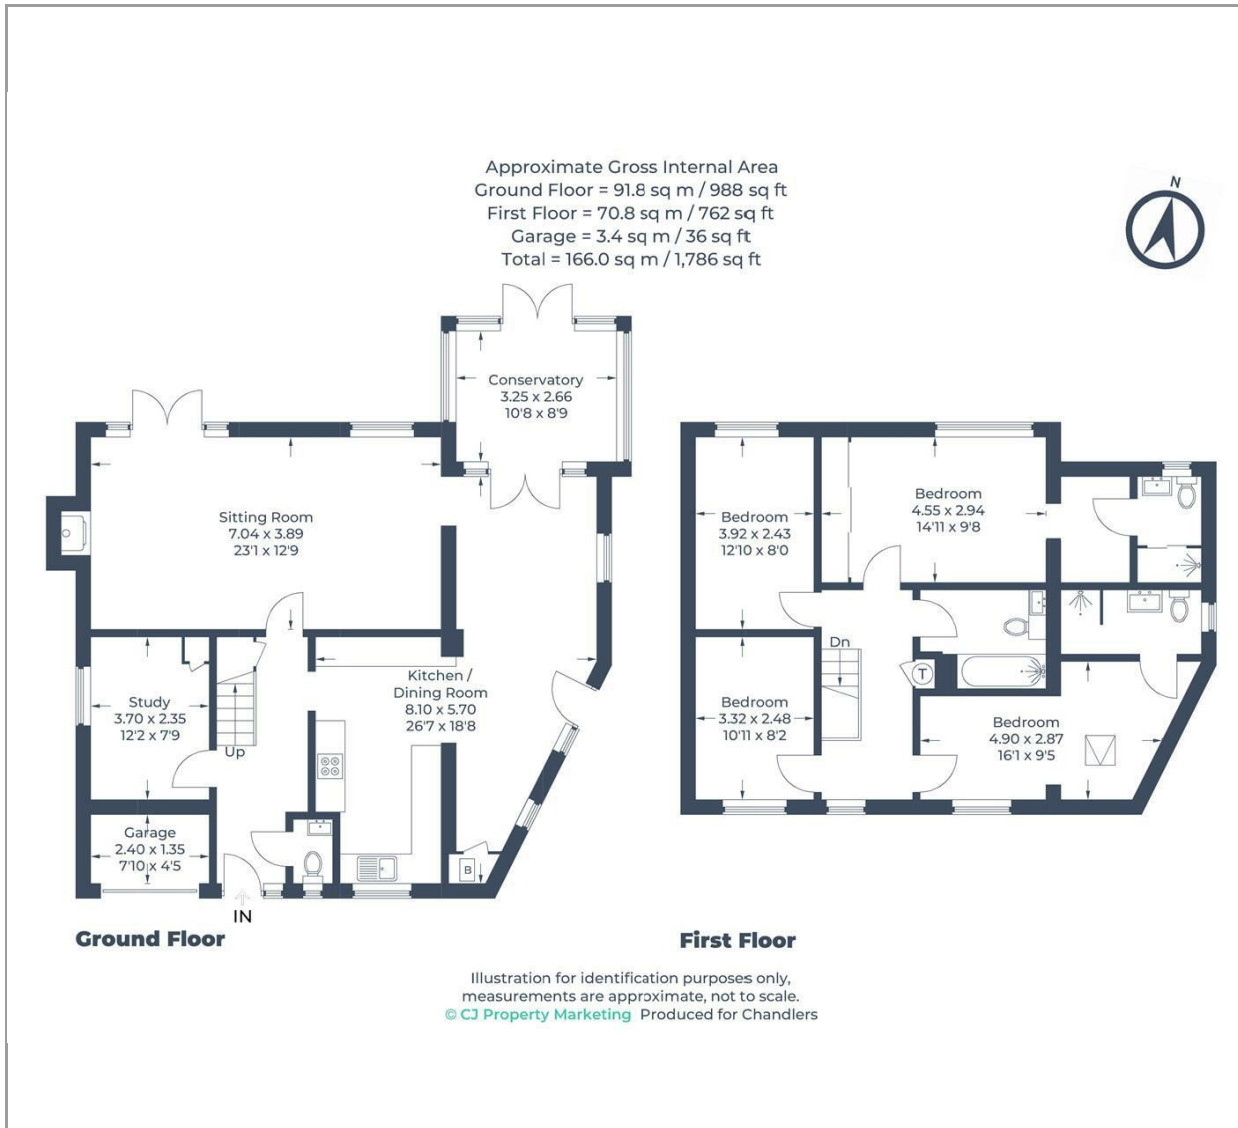 Approximate Gross Internal Area
Ground Floor = 91.8 sq m / 988 sq ft
First Floor = 70.8 sq m / 762 sq ft
Garage = 3.4 sq m / 36 sq ft
Total = 166.0 sq m / 1,786 sq ft
N
Conservatory
3.25 x 2.66
10'8 x 8'9
Sitting Room
7.04 x 3.89
23'1 x 12'9
Study
3.70 x 2.35
12'2 x 7'9
Up
Kitchen /
Dining Room
8.10 x 5.70
26'7 x 18'8
Garage
2.40 x 1.35
7'10 x 4'5
B
IN
Ground Floor
Bedroom
3.92 x 2.43
12'10 x 8'0
Bedroom
4.55 x 2.94
14'11 x 9'8
Dn
T
Bedroom
3.32 x 2.48
10'11 x 8'2
Bedroom
4.90 x 2.87
16'1 x 9'5
First Floor
Illustration for identification purposes only,
measurements are approximate, not to scale.
© CJ Property Marketing Produced for Chandlers